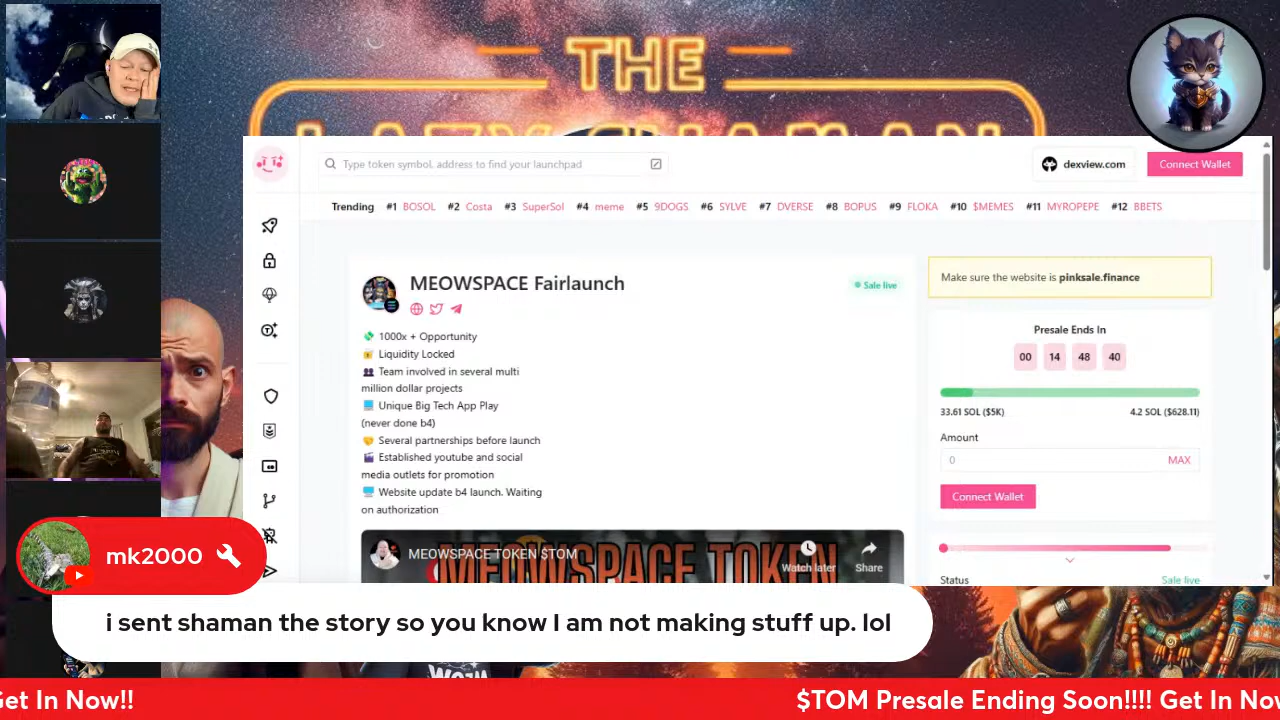 THE
LAZY SHAMAN
Type token symbol, address to find your launchpad
dexview.com
Connect Wallet
Trending #1 BOSOL #2 Costa #3 SuperSol #4 meme #5 9DOGS #6 SYLVE #7 DVERSE #8 BOPUS #9 FLOKA #10 $MEMES #11 MYROPEPE #12 BBETS
MEOWSPACE Fairlaunch
Sale live
💸 1000x + Opportunity
🔐 Liquidity Locked
👥 Team involved in several multi
million dollar projects
💻 Unique Big Tech App Play
(never done b4)
🤝 Several partnerships before launch
🎬 Established youtube and social
media outlets for promotion
🖥️ Website update b4 launch. Waiting
on authorization
MEOWSPACE TOKEN $TOM
MEOWSPACE TOKEN
Watch later
Share
Make sure the website is pinksale.finance
Presale Ends In
00 14 48 40
33.61 SOL ($5K)
4.2 SOL ($628.11)
Amount
0
MAX
Connect Wallet
Status
Sale live
mk2000
i sent shaman the story so you know I am not making stuff up. lol
Get In Now!!
$TOM Presale Ending Soon!!!! Get In Now